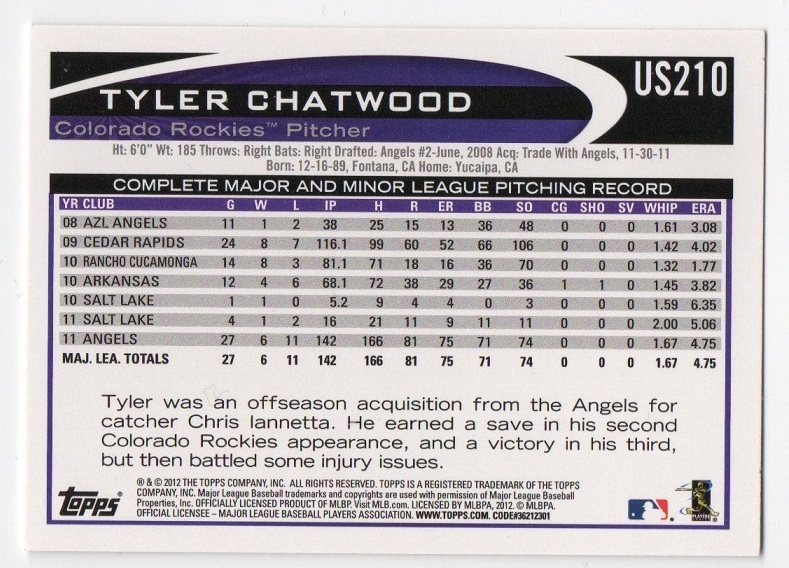 US210
TYLER CHATWOOD
Colorado Rockies™ Pitcher
Ht: 6'0" Wt: 185 Throws: Right Bats: Right Drafted: Angels #2-June, 2008 Acq: Trade With Angels, 11-30-11
Born: 12-16-89, Fontana, CA Home: Yucaipa, CA
COMPLETE MAJOR AND MINOR LEAGUE PITCHING RECORD
YR CLUB G W L IP H R ER BB SO CG SHO SV WHIP ERA
08 AZL ANGELS 11 1 2 38 25 15 13 36 48 0 0 0 1.61 3.08
09 CEDAR RAPIDS 24 8 7 116.1 99 60 52 66 106 0 0 0 1.42 4.02
10 RANCHO CUCAMONGA 14 8 3 81.1 71 18 16 36 70 0 0 0 1.32 1.77
10 ARKANSAS 12 4 6 68.1 72 38 29 27 36 1 1 0 1.45 3.82
10 SALT LAKE 1 1 0 5.2 9 4 4 0 3 0 0 0 1.59 6.35
11 SALT LAKE 4 1 2 16 21 11 9 11 11 0 0 0 2.00 5.06
11 ANGELS 27 6 11 142 166 81 75 71 74 0 0 0 1.67 4.75
MAJ. LEA. TOTALS 27 6 11 142 166 81 75 71 74 0 0 0 1.67 4.75
Tyler was an offseason acquisition from the Angels for
catcher Chris Iannetta. He earned a save in his second
Colorado Rockies appearance, and a victory in his third,
but then battled some injury issues.
® & © 2012 THE TOPPS COMPANY, INC. ALL RIGHTS RESERVED. TOPPS IS A REGISTERED TRADEMARK OF THE TOPPS
COMPANY, INC. Major League Baseball trademarks and copyrights are used with permission of Major League Baseball
Properties, Inc. OFFICIALLY LICENSED PRODUCT OF MLBP. Visit MLB.com. LICENSED BY MLBPA, 2012. © MLBPA.
OFFICIAL LICENSEE – MAJOR LEAGUE BASEBALL PLAYERS ASSOCIATION. WWW.TOPPS.COM. CODE#36212301
Topps®